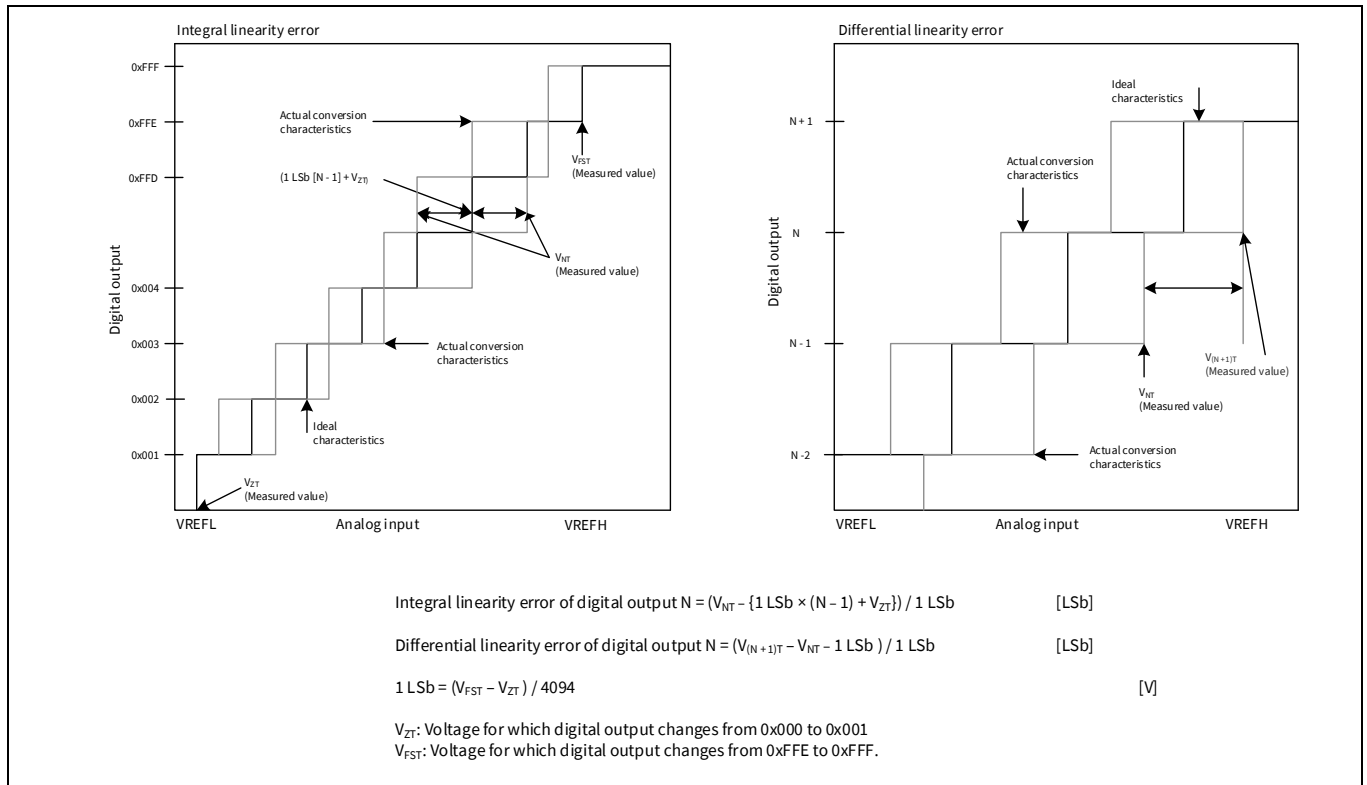 Integral linearity error
0xFFF
0xFFE
0xFFD
0x004
0x003
0x002
0x001
Digital output
Actual conversion
characteristics
(1 LSb [N - 1] + VZT)
VFST
(Measured value)
VNT
(Measured value)
Actual conversion
characteristics
Ideal
characteristics
VZT
(Measured value)
VREFL
Analog input
VREFH
Differential linearity error
N + 1
N
N - 1
N -2
Digital output
Ideal
characteristics
Actual conversion
characteristics
V(N +1)T
(Measured value)
VNT
(Measured value)
Actual conversion
characteristics
VREFL
Analog input
VREFH
Integral linearity error of digital output N = (VNT – {1 LSb × (N – 1) + VZT}) / 1 LSb [LSb]
Differential linearity error of digital output N = (V(N +1)T – VNT – 1 LSb ) / 1 LSb [LSb]
1 LSb = (VFST – VZT ) / 4094 [V]
VZT: Voltage for which digital output changes from 0x000 to 0x001
VFST: Voltage for which digital output changes from 0xFFE to 0xFFF.